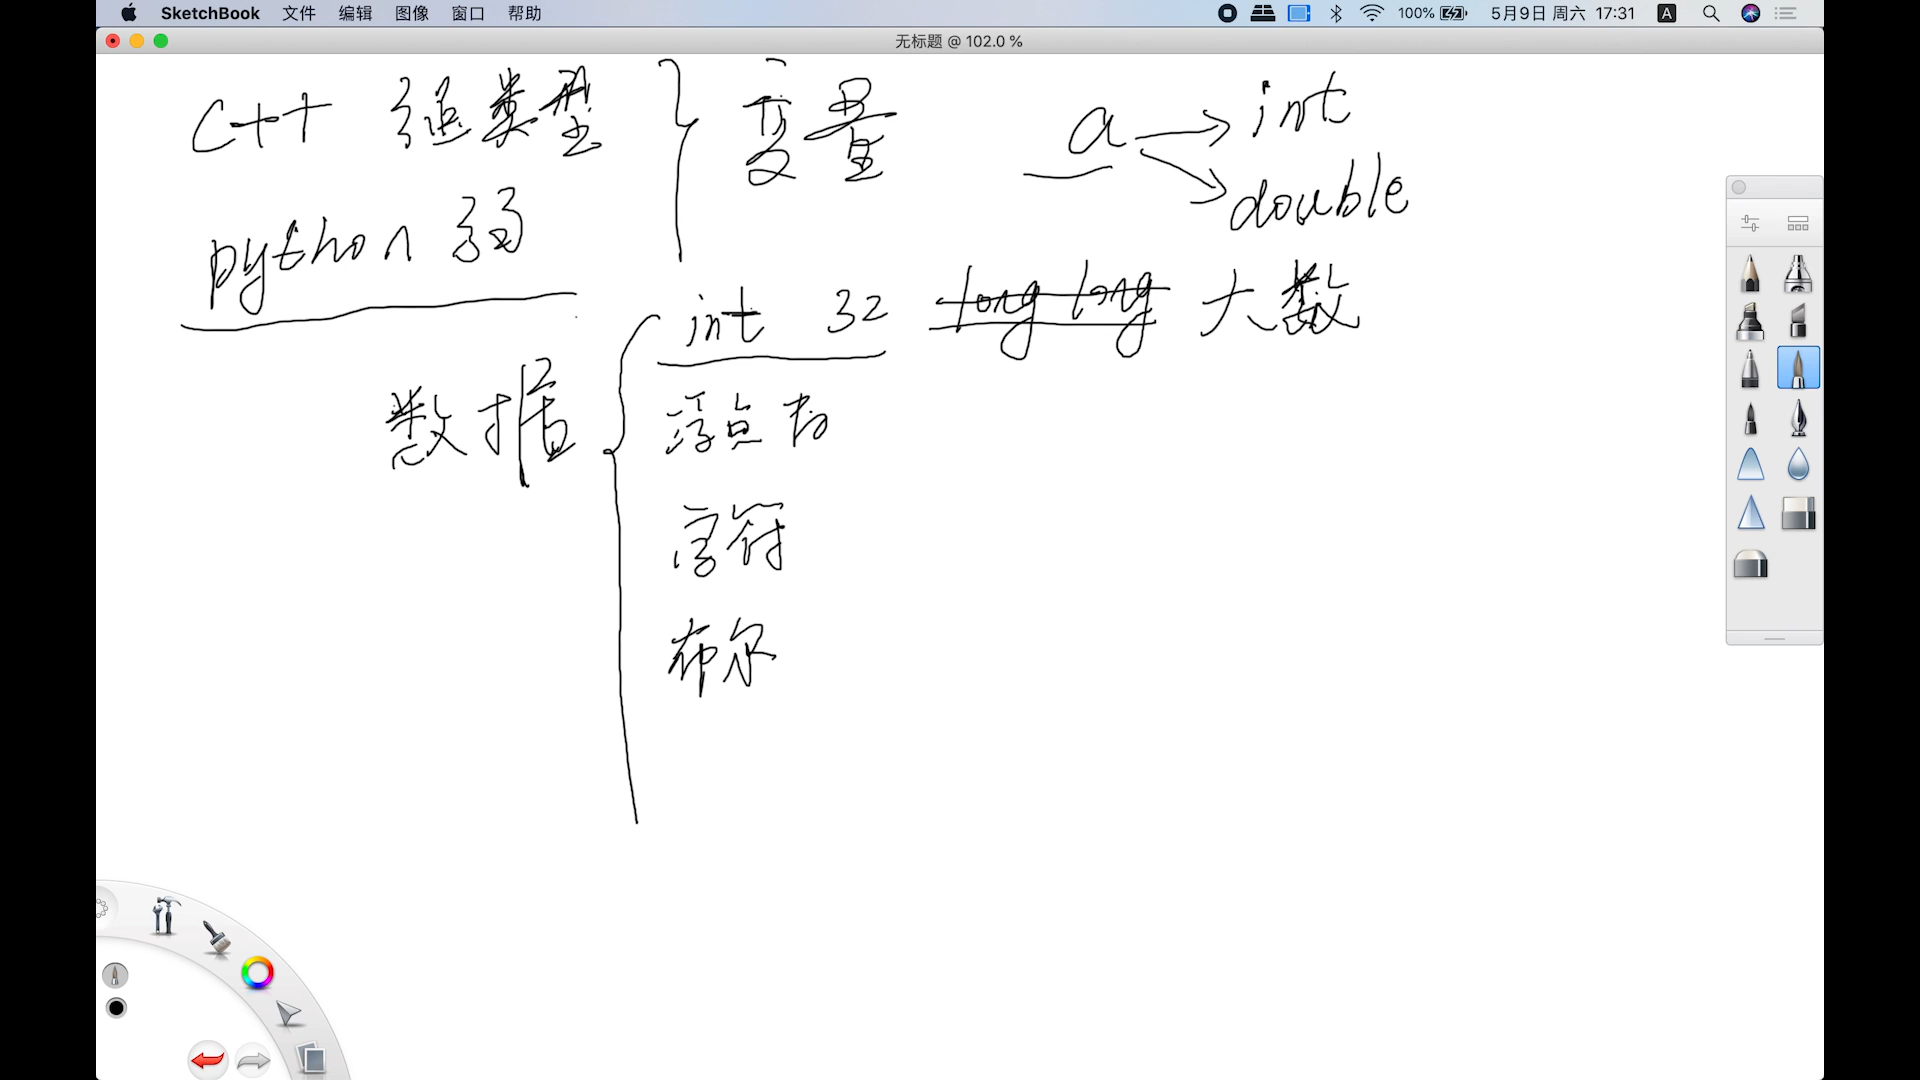 SketchBook 文件 编辑 图像 窗口 帮助 100% 5月9日 周六 17:31 A
无标题 @ 102.0 %
C++ 强类型 变量 a int
double
python 弱
int 32 long long 大数
数据
浮点
字符
布尔